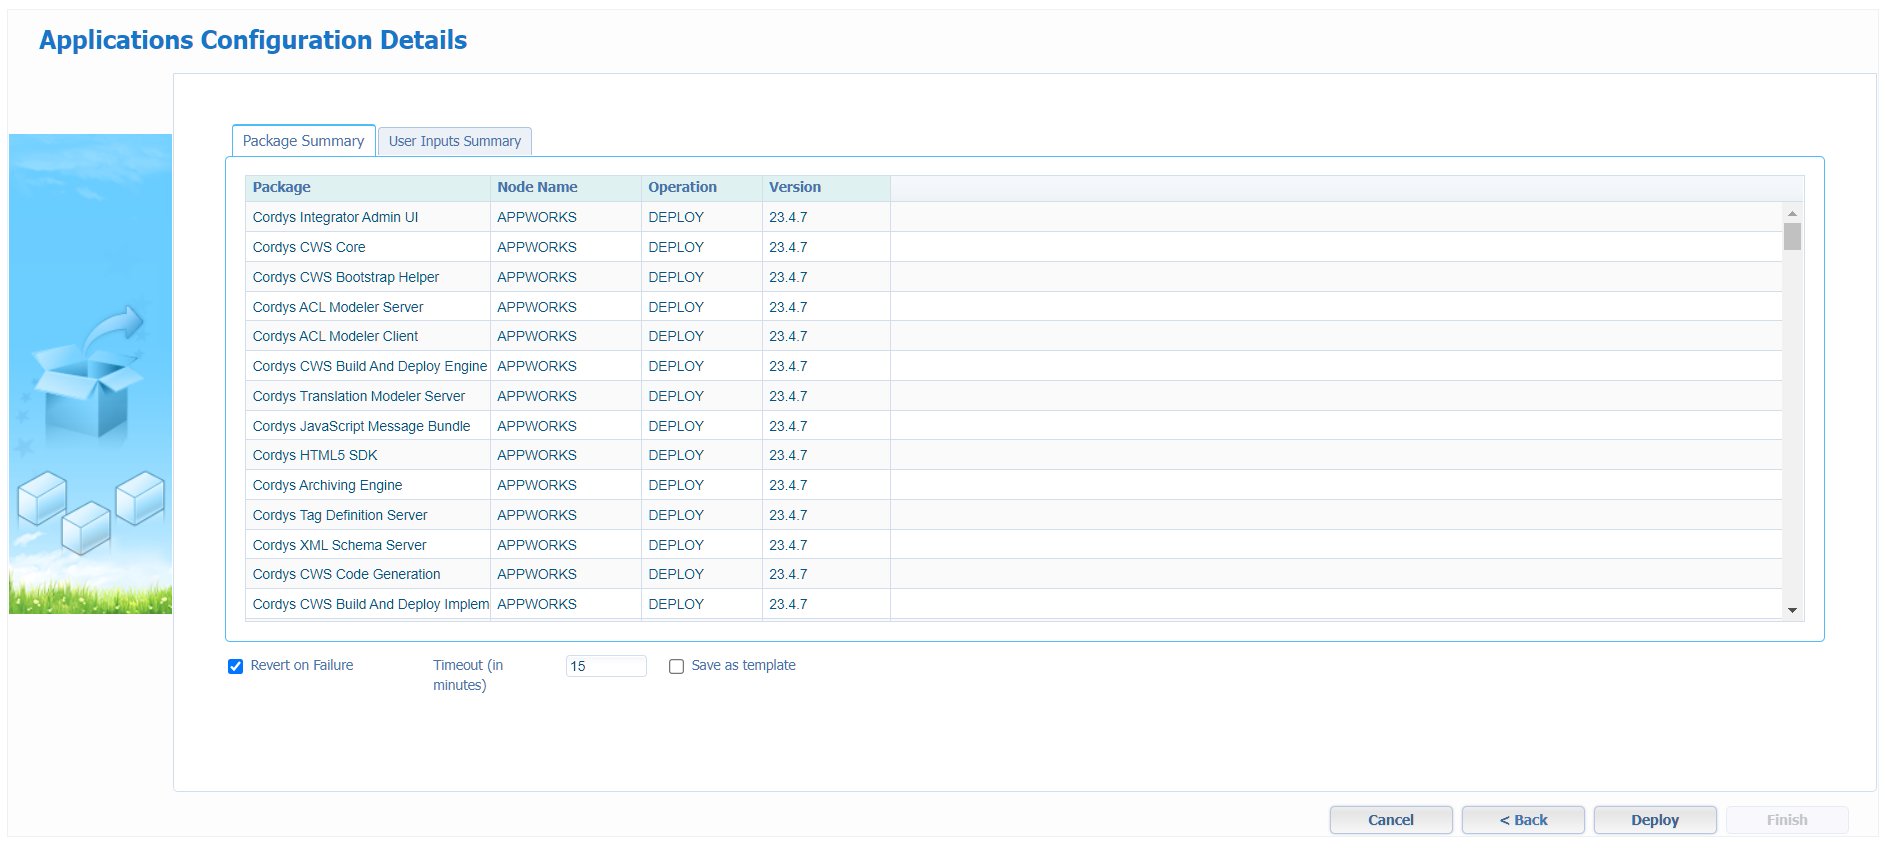 Applications Configuration Details
Package Summary User Inputs Summary
Package Node Name Operation Version
Cordys Integrator Admin UI APPWORKS DEPLOY 23.4.7
Cordys CWS Core APPWORKS DEPLOY 23.4.7
Cordys CWS Bootstrap Helper APPWORKS DEPLOY 23.4.7
Cordys ACL Modeler Server APPWORKS DEPLOY 23.4.7
Cordys ACL Modeler Client APPWORKS DEPLOY 23.4.7
Cordys CWS Build And Deploy Engine APPWORKS DEPLOY 23.4.7
Cordys Translation Modeler Server APPWORKS DEPLOY 23.4.7
Cordys JavaScript Message Bundle APPWORKS DEPLOY 23.4.7
Cordys HTML5 SDK APPWORKS DEPLOY 23.4.7
Cordys Archiving Engine APPWORKS DEPLOY 23.4.7
Cordys Tag Definition Server APPWORKS DEPLOY 23.4.7
Cordys XML Schema Server APPWORKS DEPLOY 23.4.7
Cordys CWS Code Generation APPWORKS DEPLOY 23.4.7
Cordys CWS Build And Deploy Implem APPWORKS DEPLOY 23.4.7
Revert on Failure Timeout (in 15 Save as template
minutes)
Cancel < Back Deploy Finish